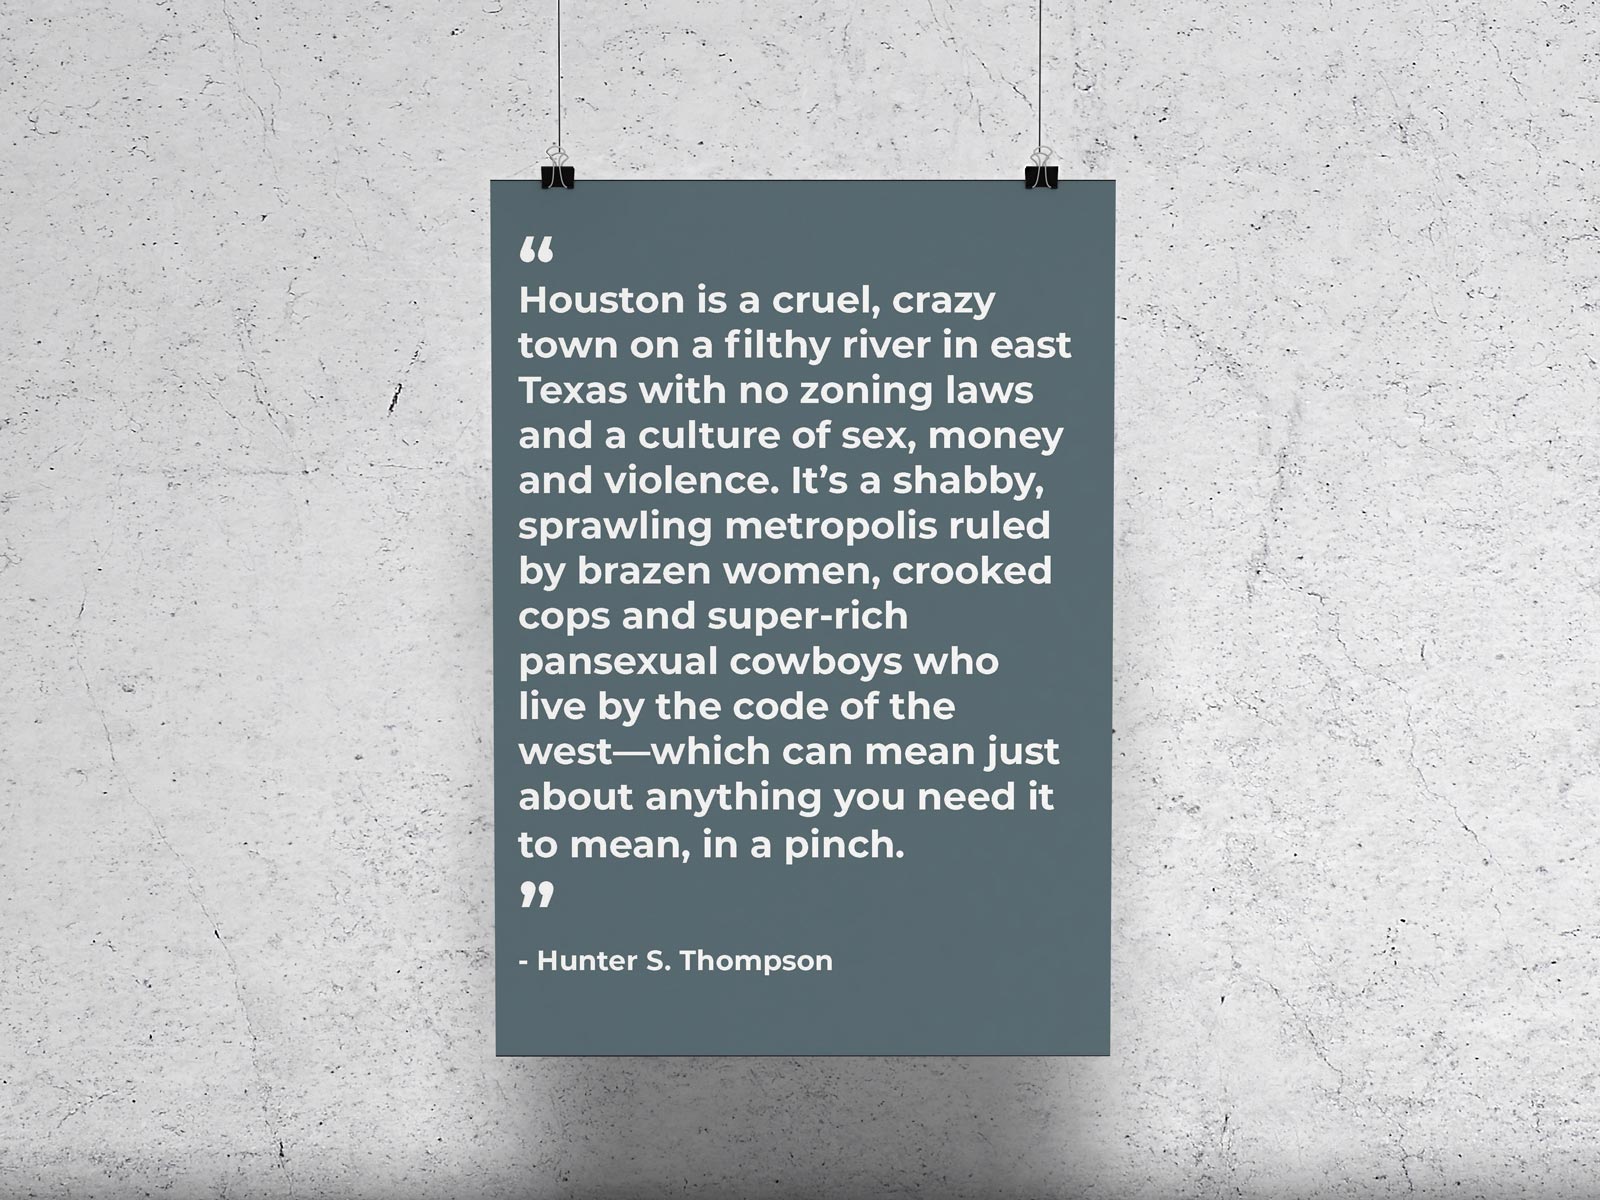 “
Houston is a cruel, crazy
town on a filthy river in east
Texas with no zoning laws
and a culture of sex, money
and violence. It’s a shabby,
sprawling metropolis ruled
by brazen women, crooked
cops and super-rich
pansexual cowboys who
live by the code of the
west—which can mean just
about anything you need it
to mean, in a pinch.
”
- Hunter S. Thompson